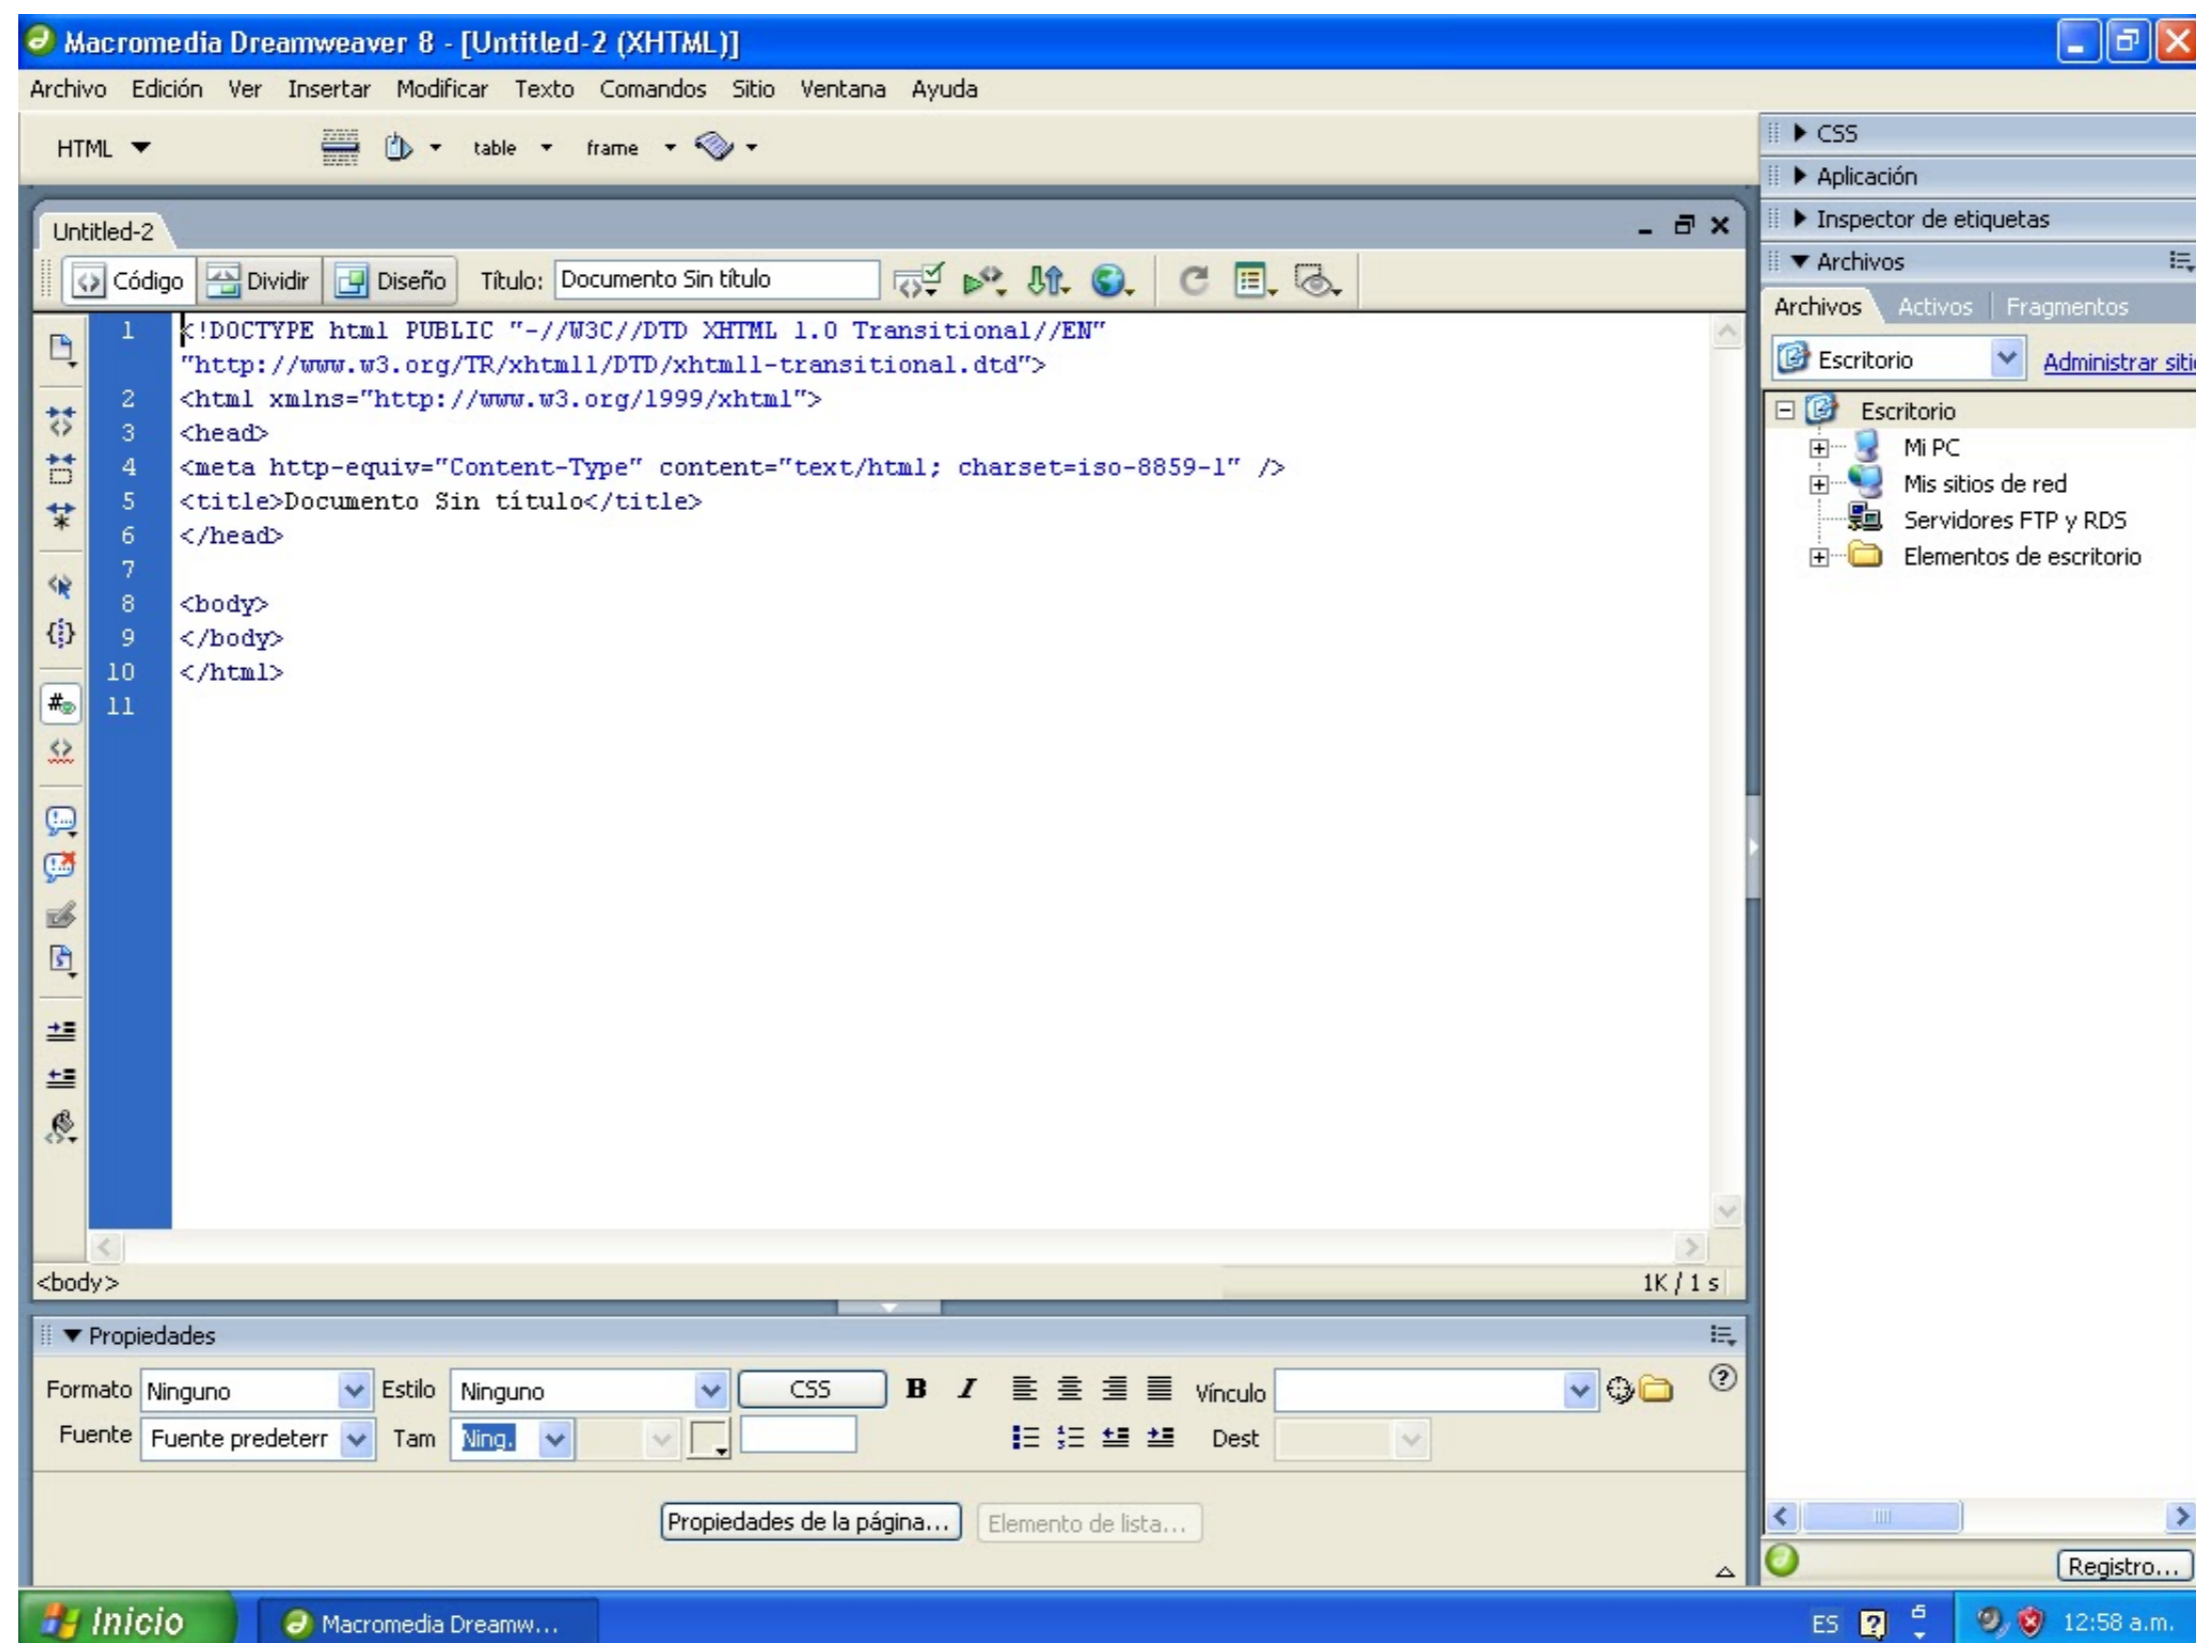 Macromedia Dreamweaver 8 - [Untitled-2 (XHTML)]
Archivo Edición Ver Insertar Modificar Texto Comandos Sitio Ventana Ayuda
HTML table frame
Untitled-2
Código Dividir Diseño Título: Documento Sin título
1 <!DOCTYPE html PUBLIC "-//W3C//DTD XHTML 1.0 Transitional//EN"
"http://www.w3.org/TR/xhtml1/DTD/xhtml1-transitional.dtd">
2 <html xmlns="http://www.w3.org/1999/xhtml">
3 <head>
4 <meta http-equiv="Content-Type" content="text/html; charset=iso-8859-1" />
5 <title>Documento Sin título</title>
6 </head>
7
8 <body>
9 </body>
10 </html>
11
<body> 1K / 1 s
Propiedades
Formato Ninguno Estilo Ninguno CSS B I Vínculo
Fuente Fuente predeterr Tam Ning. Dest
Propiedades de la página... Elemento de lista...
CSS
Aplicación
Inspector de etiquetas
Archivos
Archivos Activos Fragmentos
Escritorio Administrar siti
Escritorio
Mi PC
Mis sitios de red
Servidores FTP y RDS
Elementos de escritorio
Registro...
Inicio Macromedia Dreamw... ES 12:58 a.m.